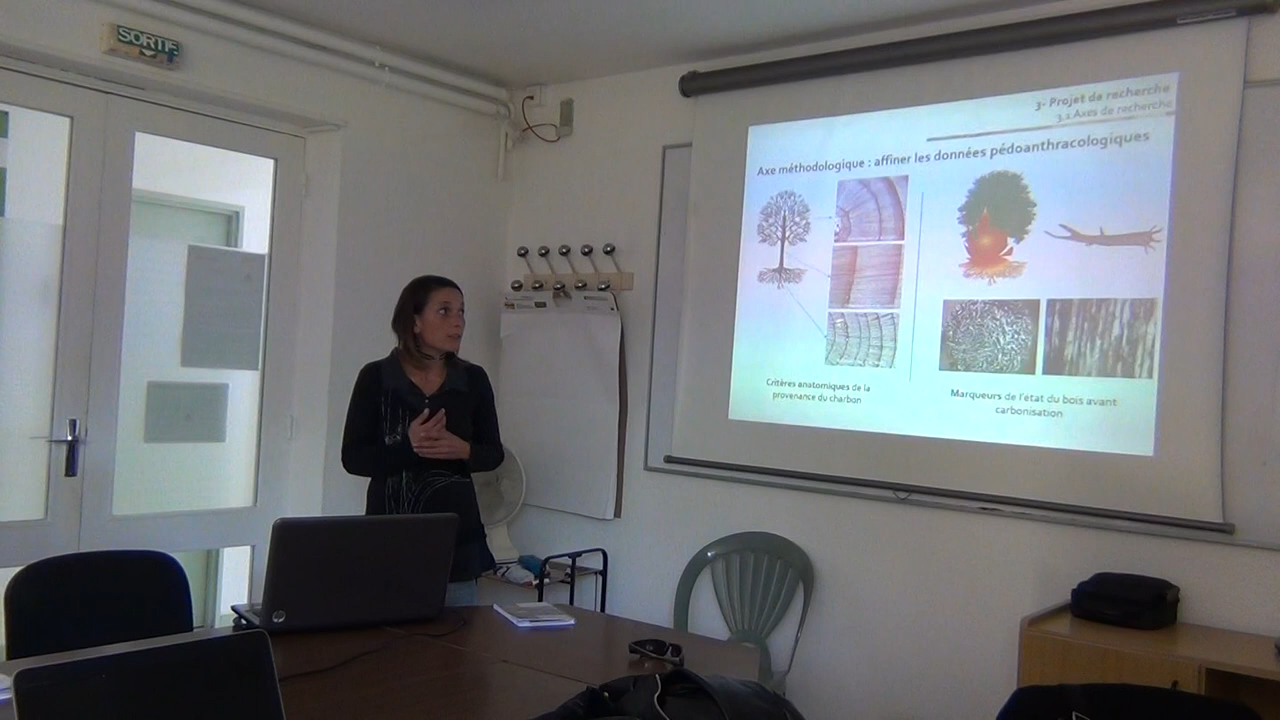 SORTIE
3- Projet de recherche
3.1 Axes de recherche
Axe méthodologique : affiner les données pédoanthracologiques
Critères anatomiques de la
provenance du charbon
Marqueurs de l'état du bois avant
carbonisation
hp